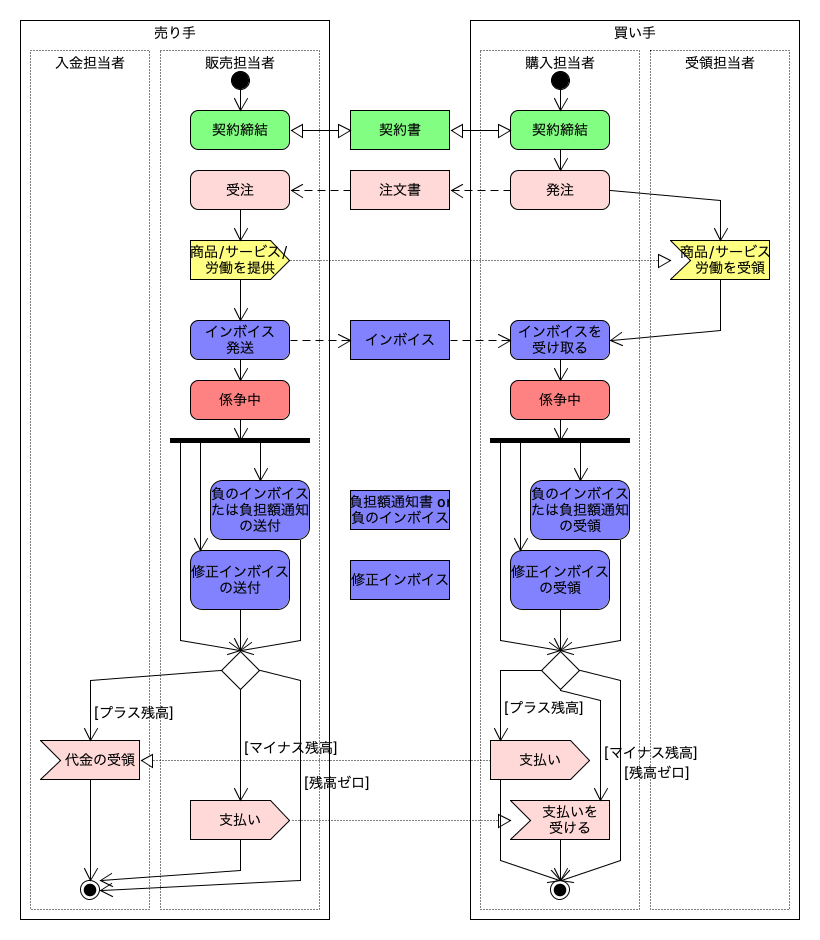 売り手
買い手
入金担当者
販売担当者
購入担当者
受領担当者
契約締結
契約書
契約締結
受注
注文書
発注
商品/サービス/
労働を提供
商品/サービス
労働を受領
インボイス
発送
インボイス
インボイスを
受け取る
係争中
係争中
負のインボイス
たは負担額通知
の送付
負担額通知書 or
負のインボイス
負のインボイス
たは負担額通知
の受領
修正インボイス
の送付
修正インボイス
修正インボイス
の受領
[プラス残高]
[プラス残高]
[マイナス残高]
[マイナス残高]
代金の受領
支払い
[残高ゼロ]
[残高ゼロ]
支払い
支払いを
受ける